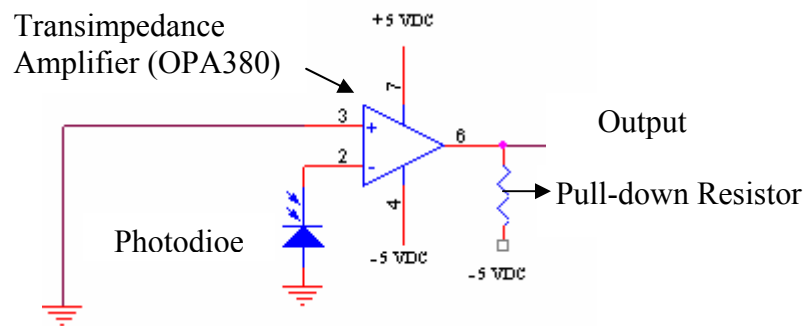 Transimpedance
Amplifier (OPA380)
+5 VDC
7
3
+
2
-
6
4
Output
Pull-down Resistor
Photodioe
-5 VDC
-5 VDC